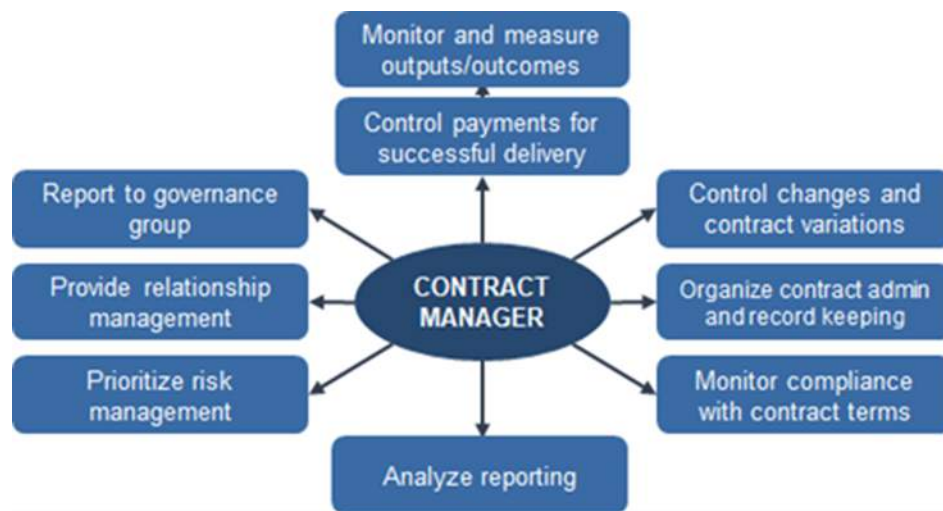 Monitor and measure
outputs/outcomes
Control payments for
successful delivery
Report to governance
group
Control changes and
contract variations
Provide relationship
management
CONTRACT
MANAGER
Organize contract admin
and record keeping
Prioritize risk
management
Monitor compliance
with contract terms
Analyze reporting